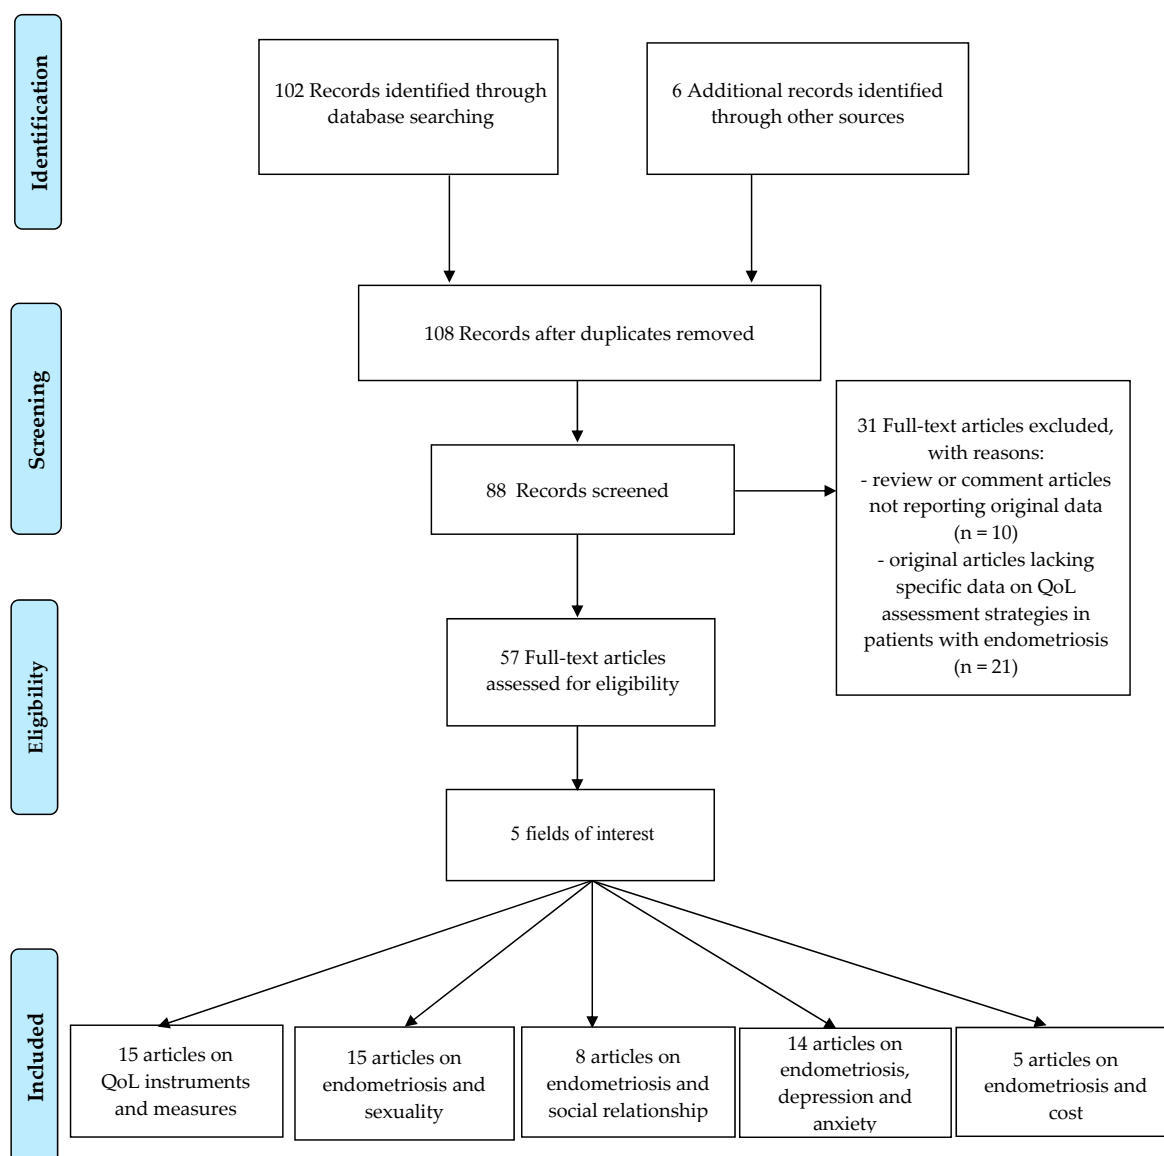 Identification
102 Records identified through
database searching
6 Additional records identified
through other sources
Screening
108 Records after duplicates removed
88 Records screened
31 Full-text articles excluded,
with reasons:
- review or comment articles
not reporting original data
(n = 10)
- original articles lacking
specific data on QoL
assessment strategies in
patients with endometriosis
(n = 21)
Eligibility
57 Full-text articles
assessed for eligibility
5 fields of interest
Included
15 articles on
QoL instruments
and measures
15 articles on
endometriosis and
sexuality
8 articles on
endometriosis and
social relationship
14 articles on
endometriosis,
depression and
anxiety
5 articles on
endometriosis and
cost